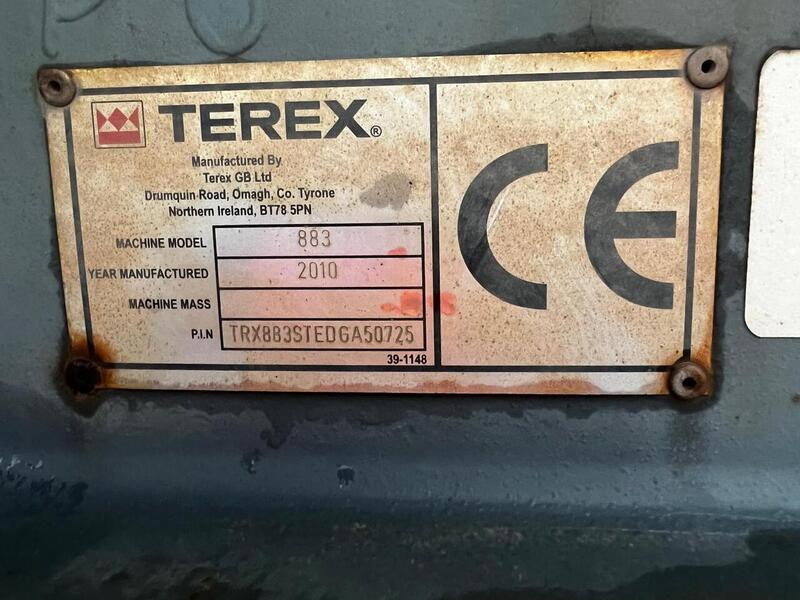 TEREX®
Manufactured By
Terex GB Ltd
Drumquin Road, Omagh, Co. Tyrone
Northern Ireland, BT78 5PN
MACHINE MODEL 883
YEAR MANUFACTURED 2010
MACHINE MASS
P.I.N TRX883STEDGA50725
39-1148
CE